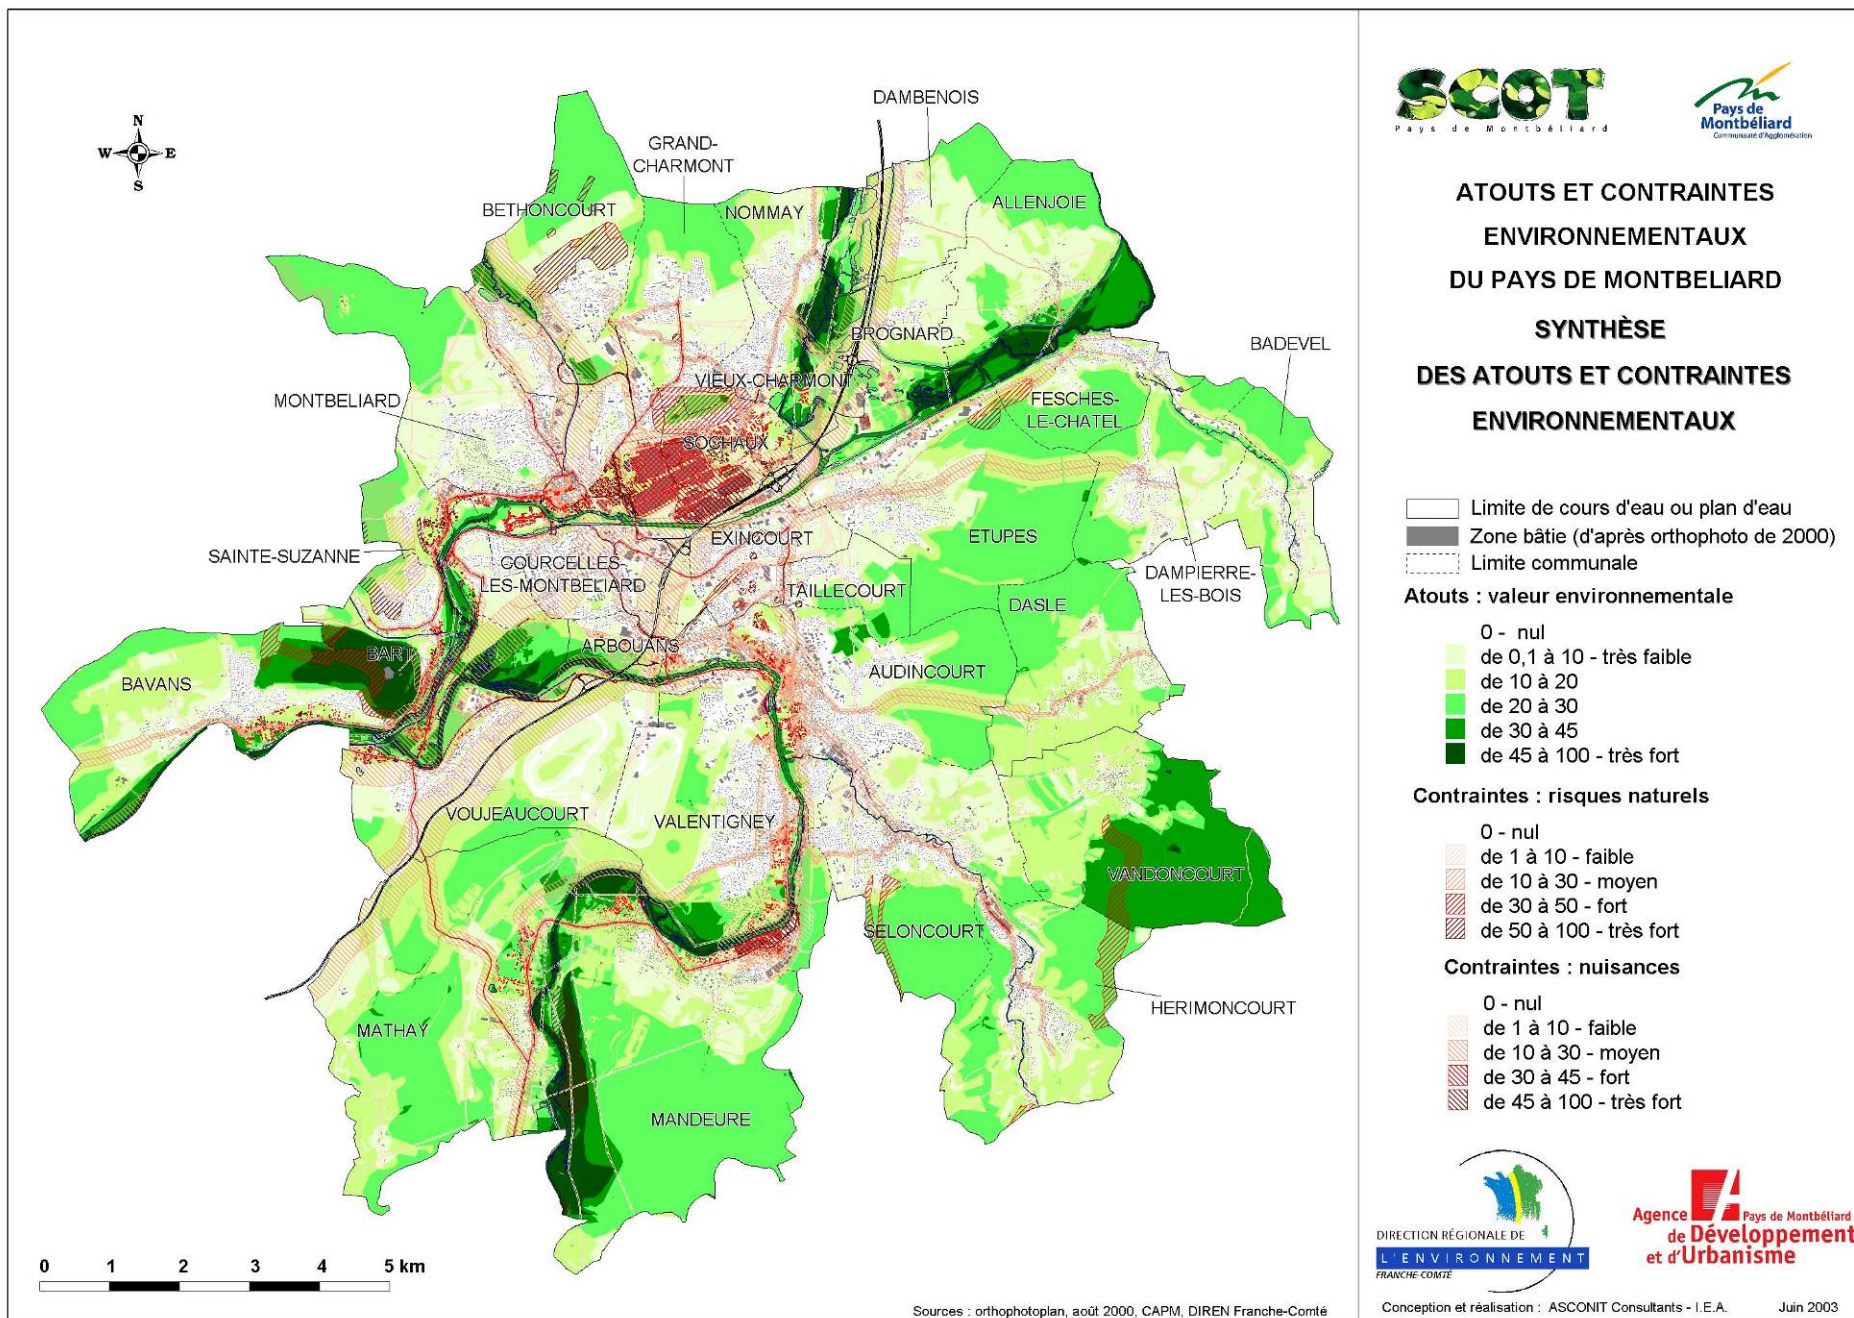 N
W E
S
DAMBENOIS
GRAND-
CHARMONT
BETHONCOURT
NOMMAY
ALLENJOIE
BROGNARD
BADEVEL
VIEUX-CHARMONT
MONTBELIARD
FESCHES-
LE-CHATEL
SOCHAUX
SAINTE-SUZANNE
EXINCOURT
ETUPES
COURCELLES-
LES-MONTBELIARD
TAILLECOURT
DAMPIERRE-
LES-BOIS
DASLE
ARBOUANS
BART
BAVANS
AUDINCOURT
VOUJEAUCOURT
VALENTIGNEY
VANDONCOURT
SELONCOURT
HERIMONCOURT
MATHAY
MANDEURE
0 1 2 3 4 5 km
Sources : orthophotoplan, août 2000, CAPM, DIREN Franche-Comté
SCOT
Pays de Montbéliard
Pays de
Montbéliard
Communauté d'Agglomération
ATOUTS ET CONTRAINTES
ENVIRONNEMENTAUX
DU PAYS DE MONTBELIARD
SYNTHÈSE
DES ATOUTS ET CONTRAINTES
ENVIRONNEMENTAUX
Limite de cours d'eau ou plan d'eau
Zone bâtie (d'après orthophoto de 2000)
Limite communale
Atouts : valeur environnementale
0 - nul
de 0,1 à 10 - très faible
de 10 à 20
de 20 à 30
de 30 à 45
de 45 à 100 - très fort
Contraintes : risques naturels
0 - nul
de 1 à 10 - faible
de 10 à 30 - moyen
de 30 à 50 - fort
de 50 à 100 - très fort
Contraintes : nuisances
0 - nul
de 1 à 10 - faible
de 10 à 30 - moyen
de 30 à 45 - fort
de 45 à 100 - très fort
DIRECTION RÉGIONALE DE
L'ENVIRONNEMENT
FRANCHE-COMTÉ
Agence Pays de Montbéliard
de Développement
et d'Urbanisme
Conception et réalisation : ASCONIT Consultants - I.E.A. Juin 2003